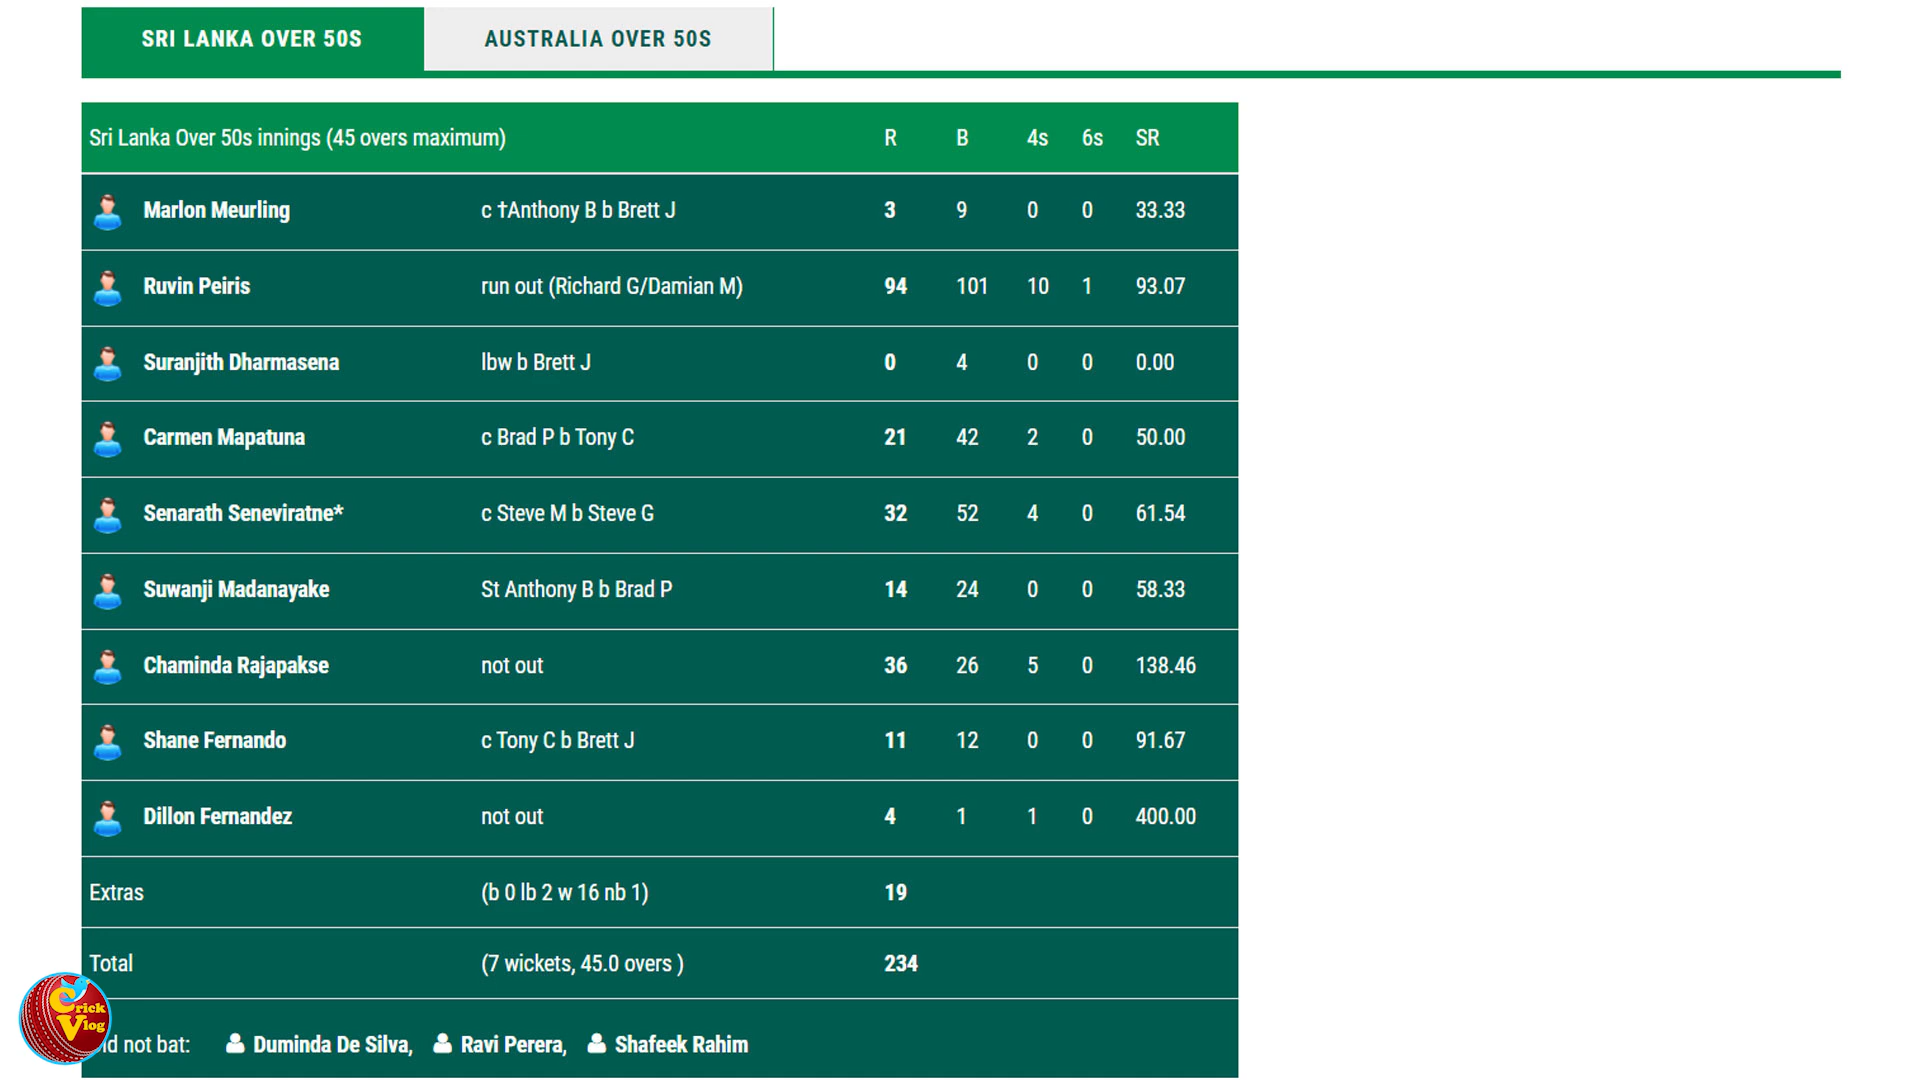 SRI LANKA OVER 50S AUSTRALIA OVER 50S
Sri Lanka Over 50s innings (45 overs maximum) R B 4s 6s SR
Marlon Meurling c †Anthony B b Brett J 3 9 0 0 33.33
Ruvin Peiris run out (Richard G/Damian M) 94 101 10 1 93.07
Suranjith Dharmasena lbw b Brett J 0 4 0 0 0.00
Carmen Mapatuna c Brad P b Tony C 21 42 2 0 50.00
Senarath Seneviratne* c Steve M b Steve G 32 52 4 0 61.54
Suwanji Madanayake St Anthony B b Brad P 14 24 0 0 58.33
Chaminda Rajapakse not out 36 26 5 0 138.46
Shane Fernando c Tony C b Brett J 11 12 0 0 91.67
Dillon Fernandez not out 4 1 1 0 400.00
Extras (b 0 lb 2 w 16 nb 1) 19
Total (7 wickets, 45.0 overs ) 234
Crick
Vlog
id not bat: Duminda De Silva, Ravi Perera, Shafeek Rahim